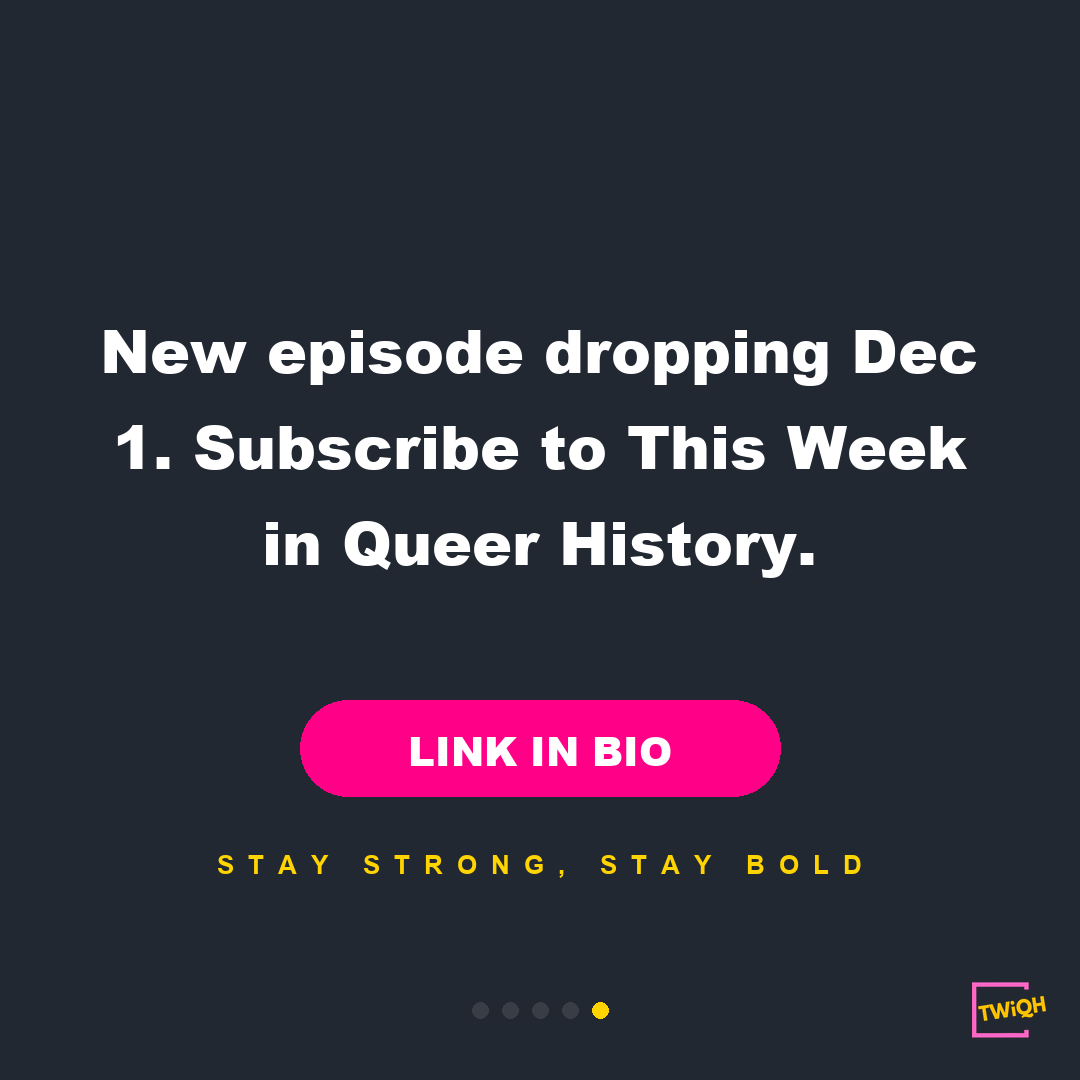 New episode dropping Dec
1. Subscribe to This Week
in Queer History.
LINK IN BIO
STAY STRONG, STAY BOLD
TWiQH